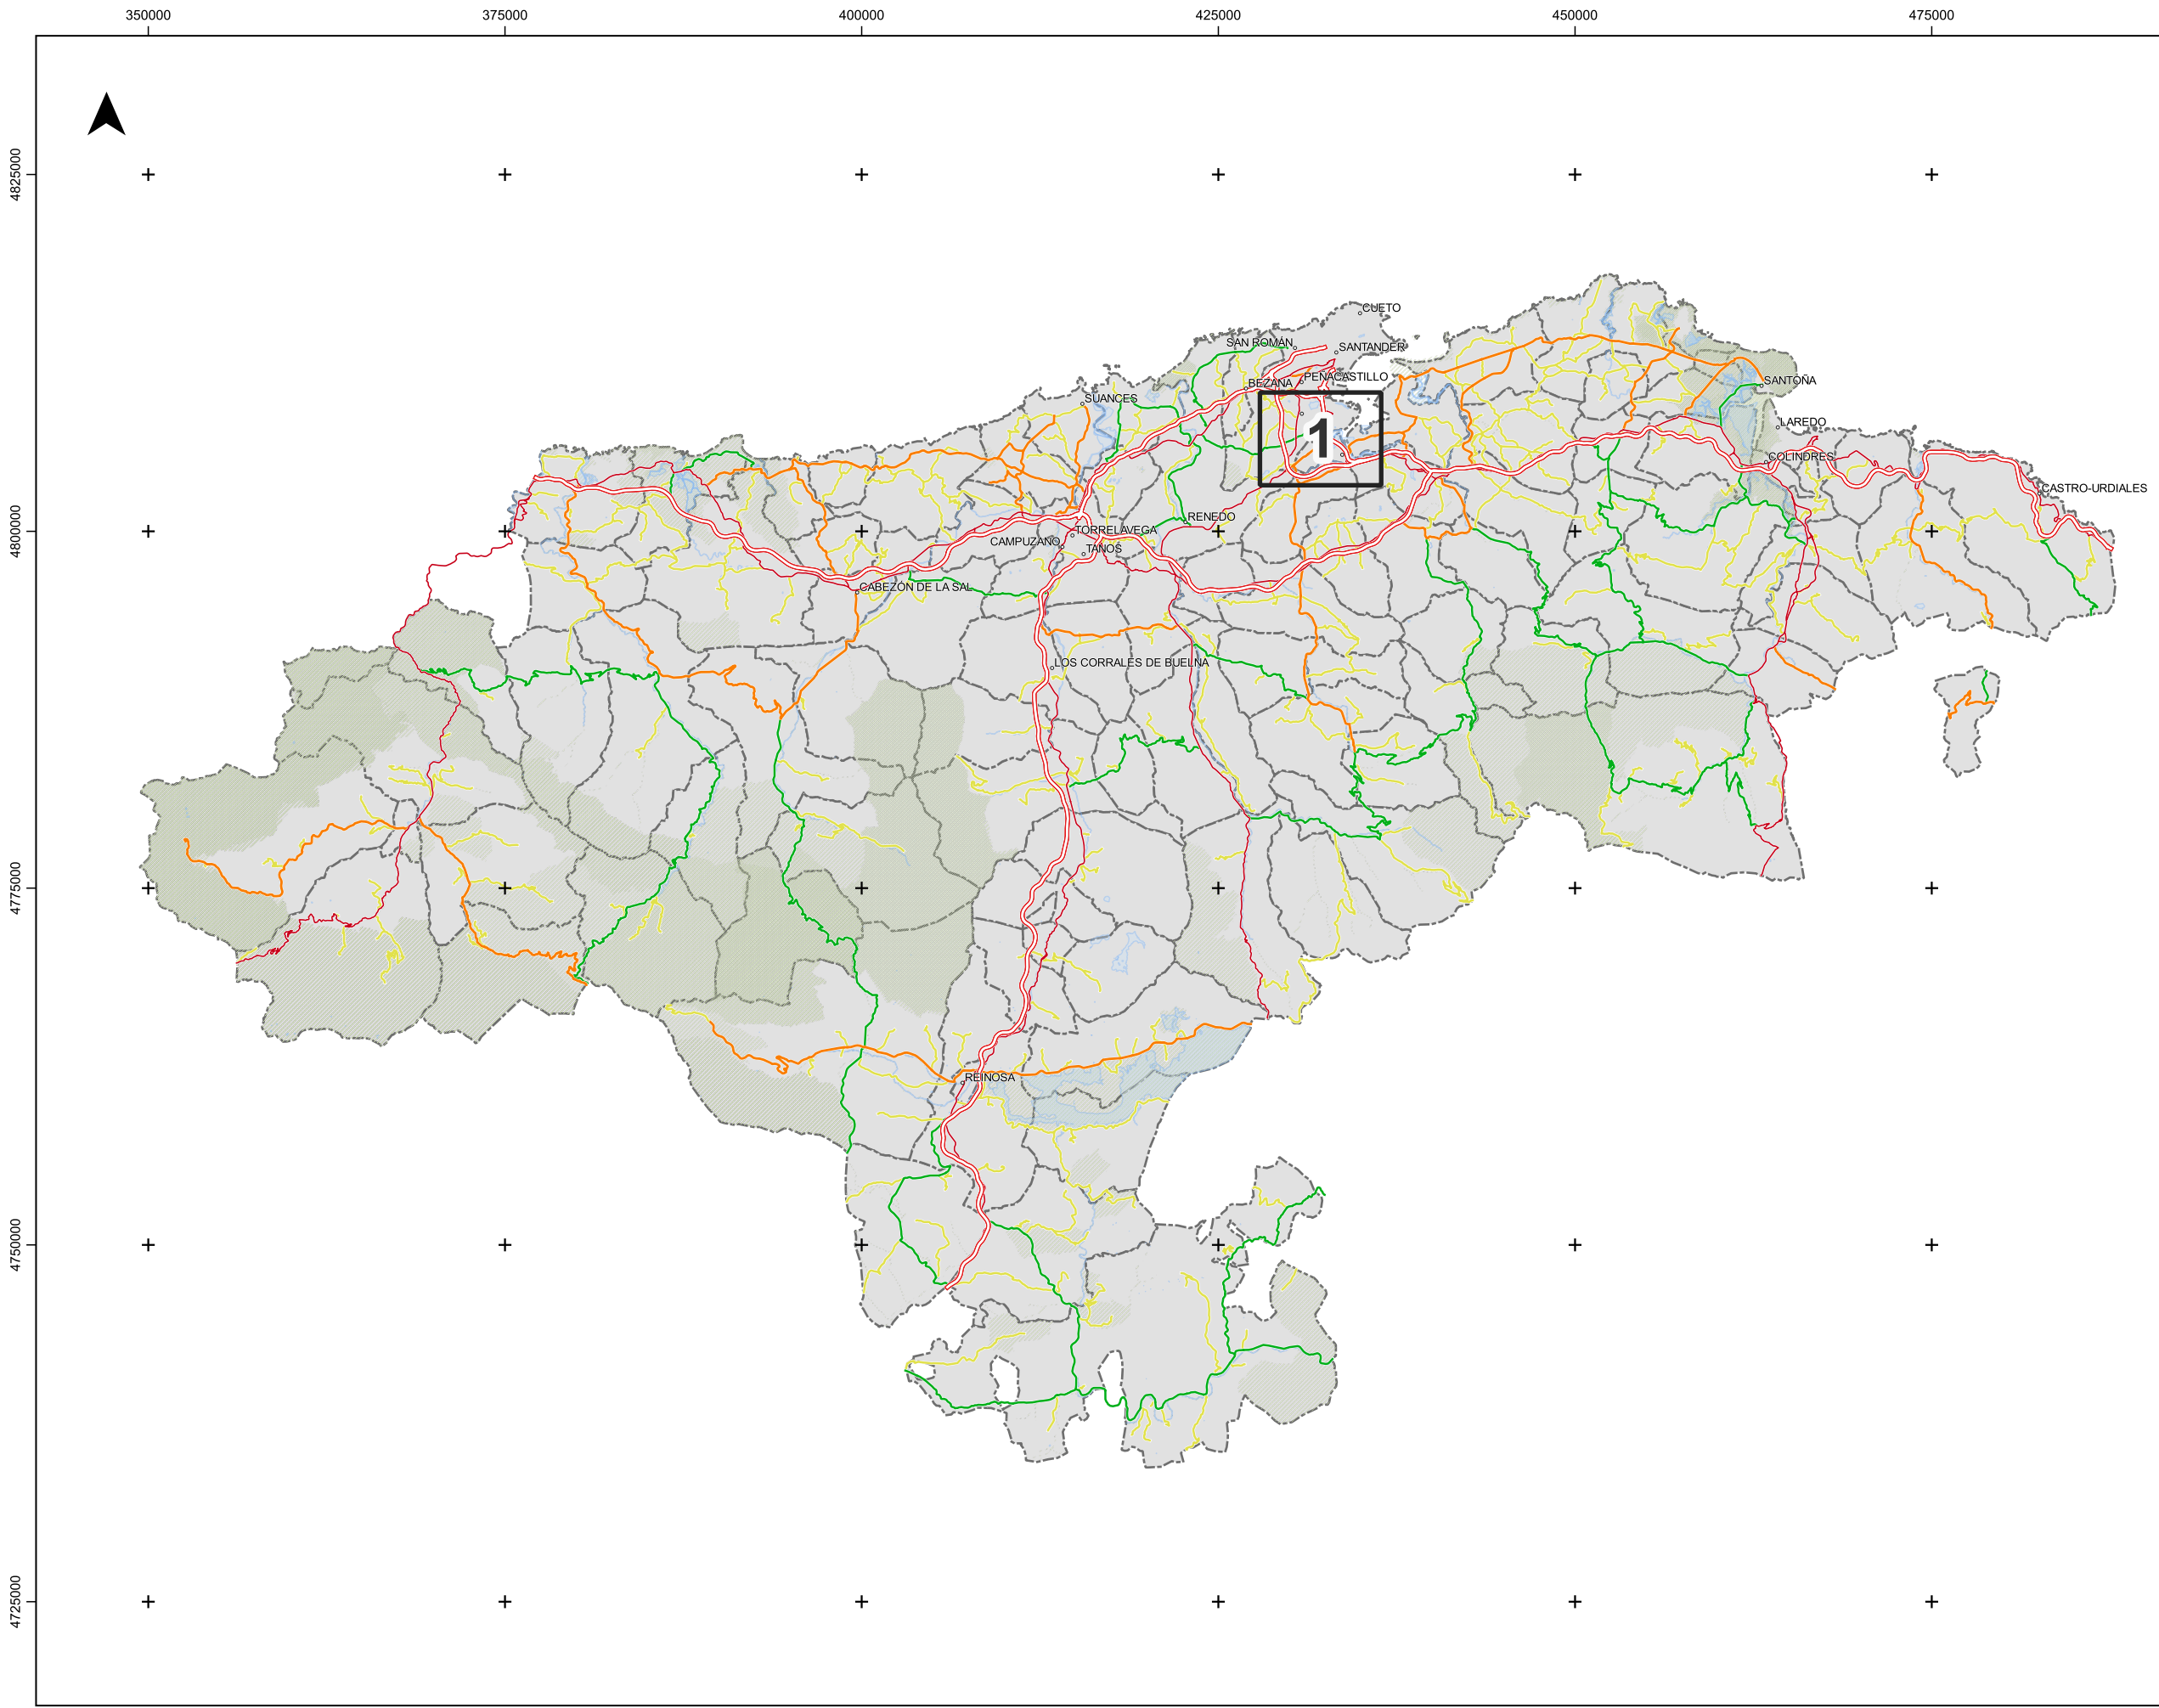 350000 375000 400000 425000 450000 475000
4825000
CUETO
SAN ROMÁN
SANTANDER
BEZANA
PEÑACASTILLO
SANTOÑA
SUANCES
LAREDO
1
COLINDRES
CASTRO-URDIALES
RENEDO
4800000
TORRELAVEGA
CAMPUZANO
TANOS
CABEZÓN DE LA SAL
LOS CORRALES DE BUELNA
4775000
REINOSA
4750000
4725000